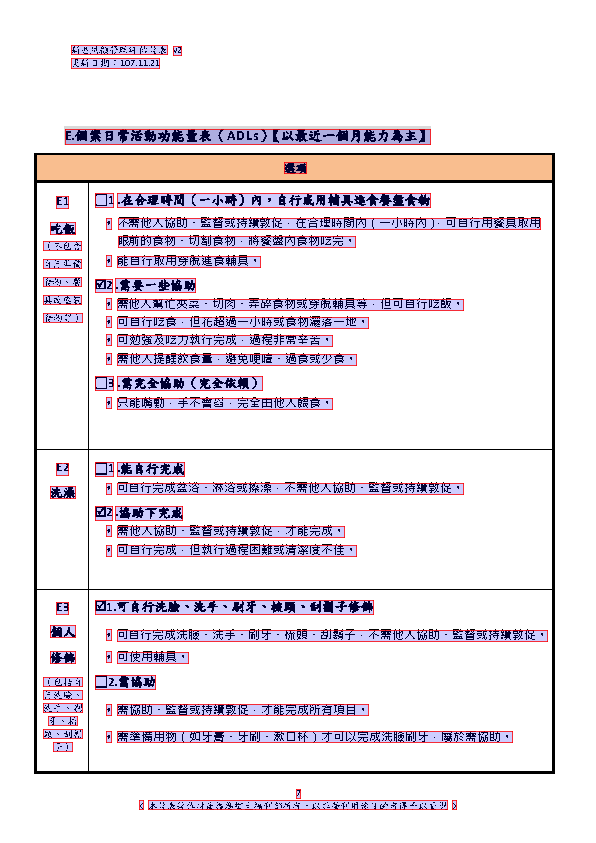 v2
更新日期：107.11.21
E.個案日常活動功能量表（ADLs）【以最近一個月能力為主】
選項
E1
吃飯
☐1.在合理時間（一小時）內，自行或用輔具進食餐盤食物
不需他人協助、監督或持續敦促，在合理時間內（一小時內），可自行用餐具取用
眼前的食物、切割食物，將餐盤內食物吃完。
能自行取用穿脫進食輔具。
☑2.需要一些協助
需他人幫忙夾菜、切肉、弄碎食物或穿脫輔具等，但可自行吃飯。
可自行吃食，但花超過一小時或食物灑落一地。
可勉強及吃力執行完成，過程非常辛苦。
需他人提醒飲食量，避免哽嗆、過食或少食。
☐3.需完全協助（完全依賴）
只能嘴動，手不會舀，完全由他人餵食。
E2
洗澡
☐1.能自行完成
可自行完成盆浴、淋浴或擦澡，不需他人協助、監督或持續敦促。
☑2.協助下完成
需他人協助、監督或持續敦促，才能完成。
可自行完成，但執行過程困難或清潔度不佳。
E3
個人
修飾
☑1.可自行洗臉、洗手、刷牙、梳頭、刮鬍子修飾
可自行完成洗臉、洗手、刷牙、梳頭、刮鬍子，不需他人協助、監督或持續敦促。
可使用輔具。
☐2.需協助
需協助、監督或持續敦促，才能完成所有項目。
需準備用物（如牙膏、牙刷、漱口杯）才可以完成洗臉刷牙，屬於需協助。
7